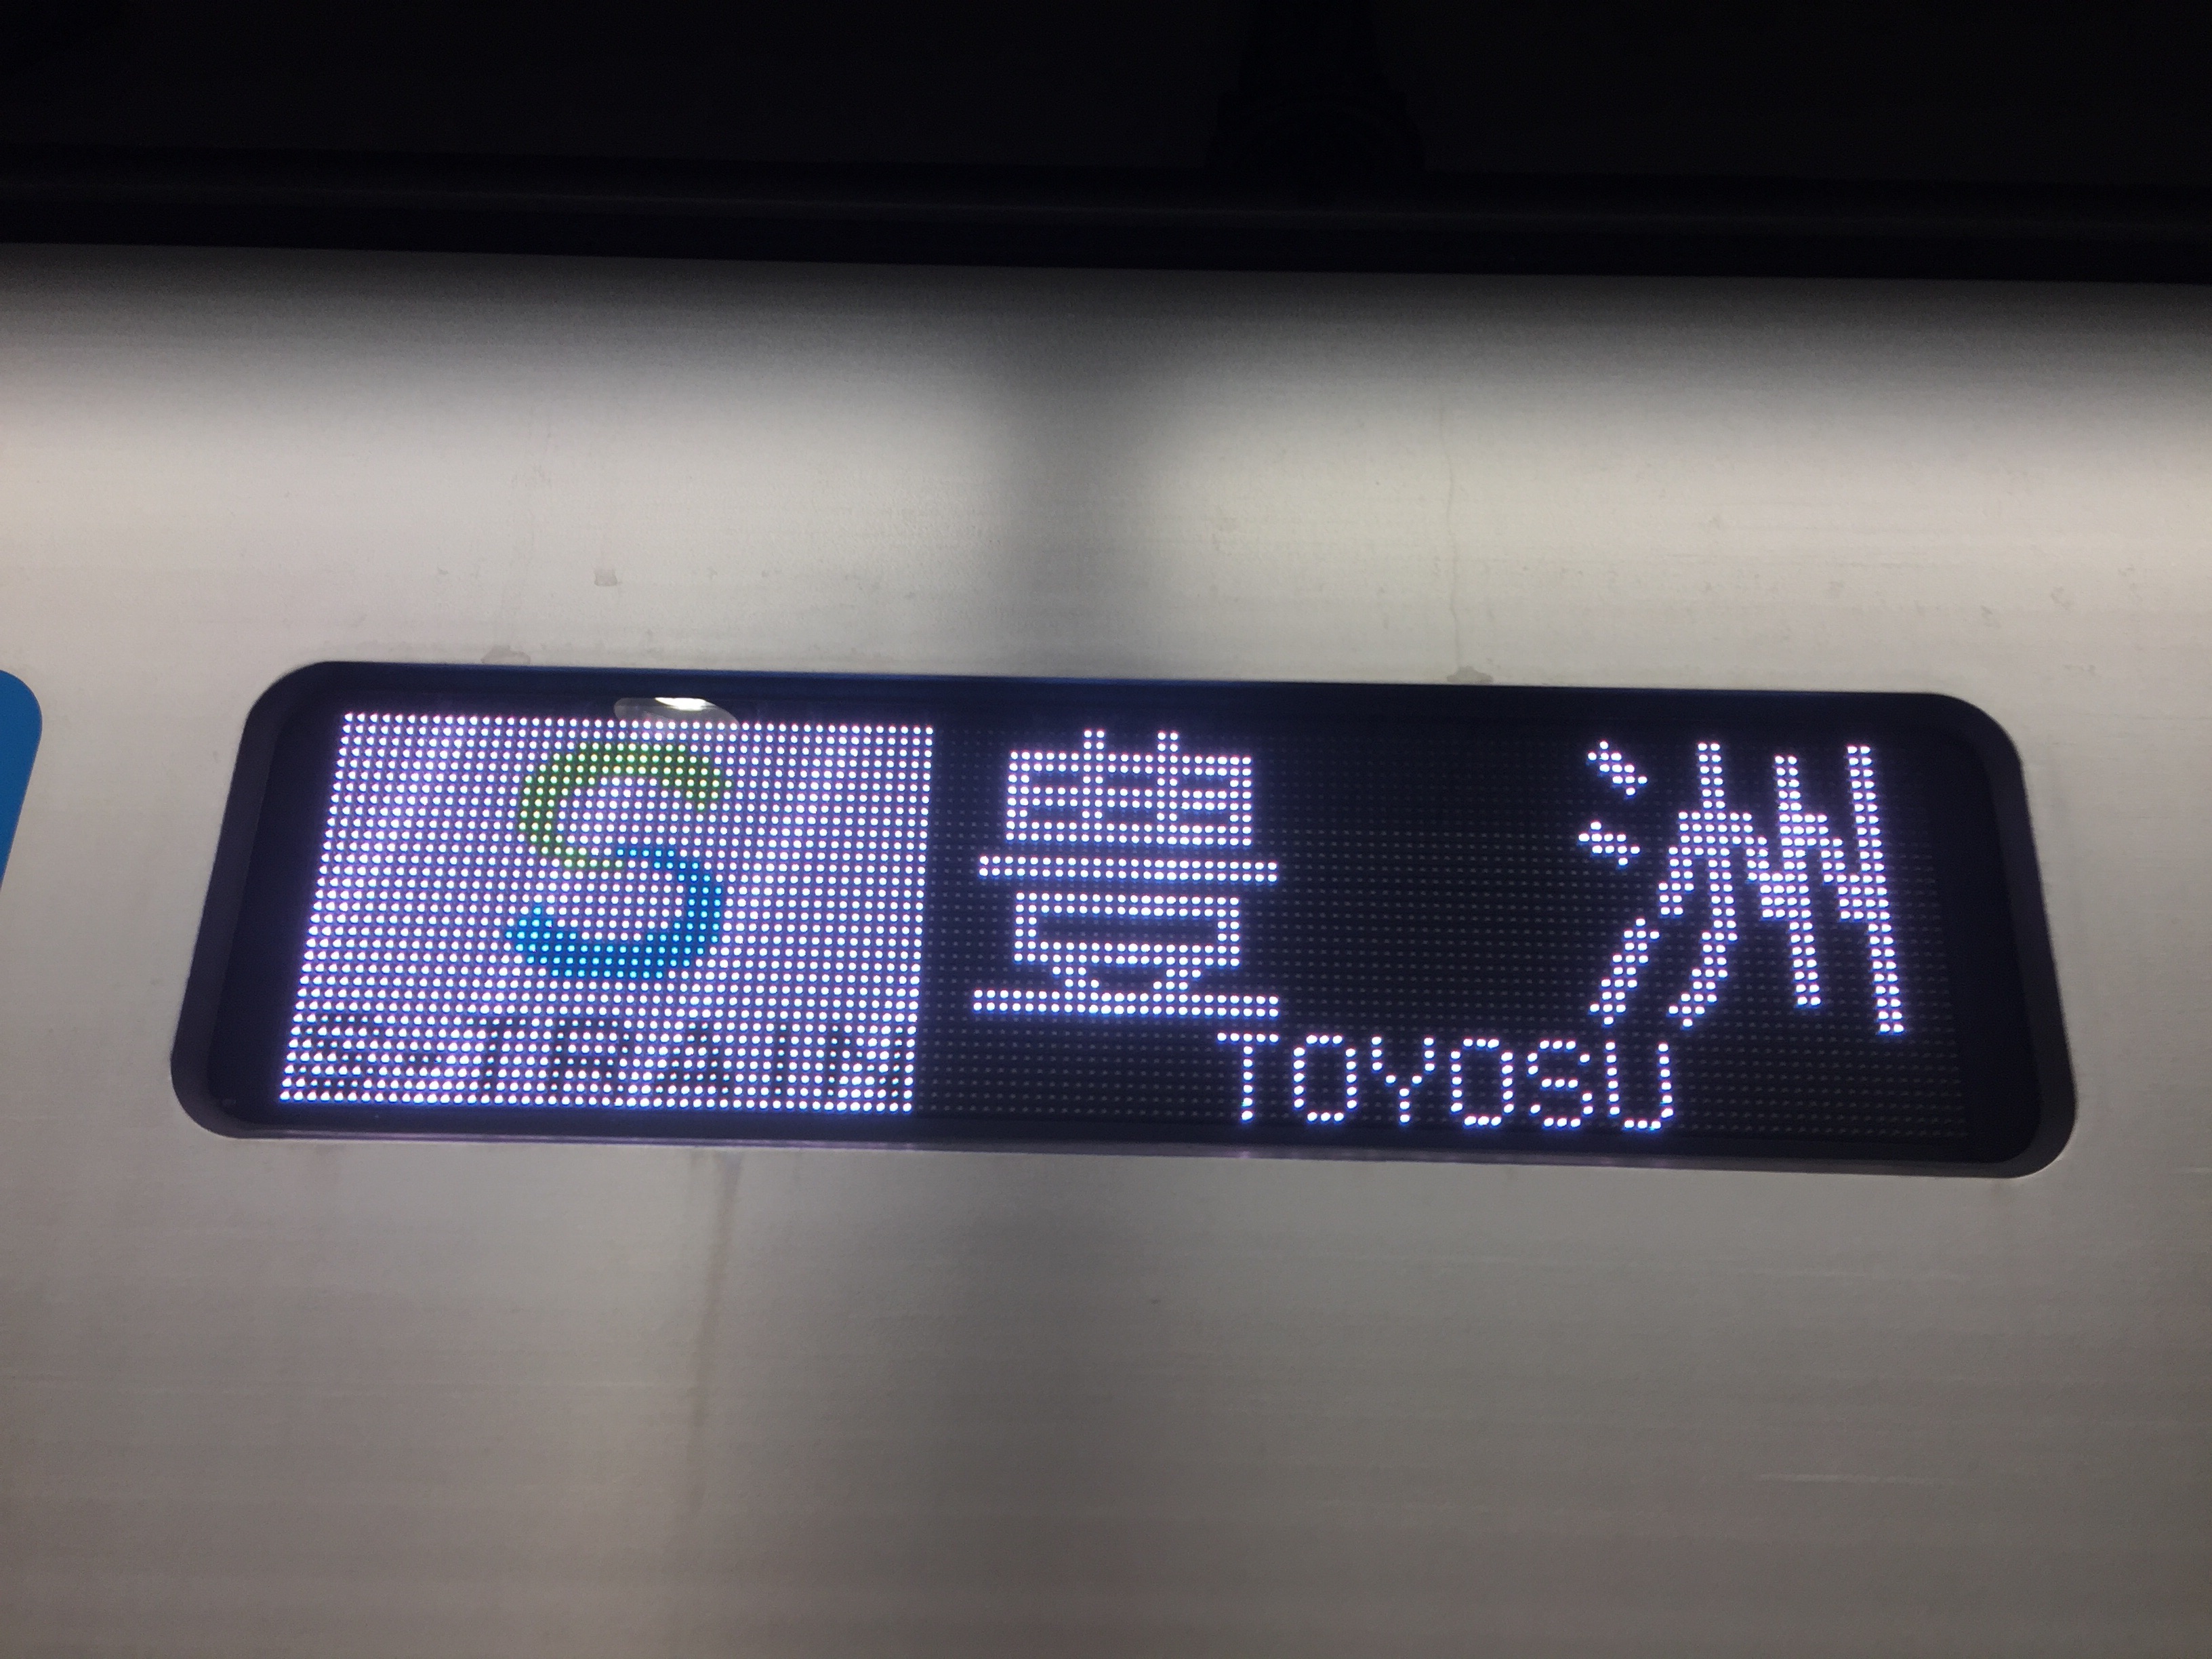 S
S-TRAIN
豊洲
TOYOSU